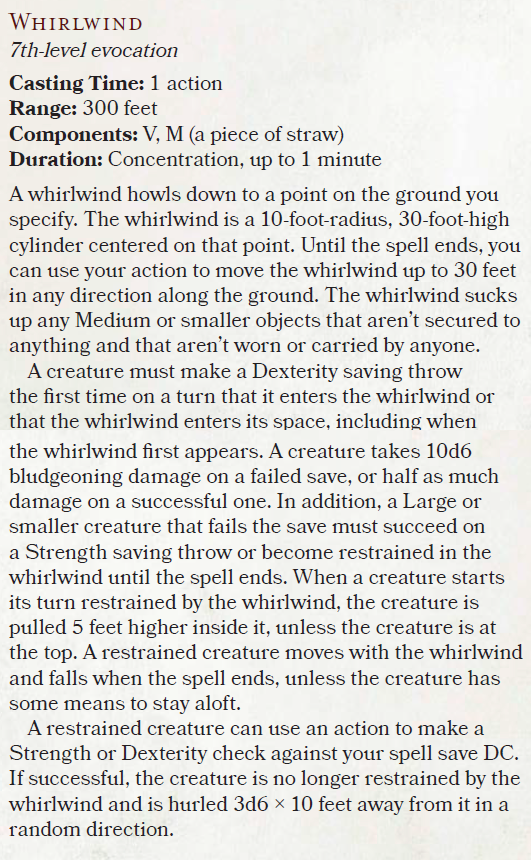 WHIRLWIND
7th-level evocation
Casting Time: 1 action
Range: 300 feet
Components: V, M (a piece of straw)
Duration: Concentration, up to 1 minute
A whirlwind howls down to a point on the ground you
specify. The whirlwind is a 10-foot-radius, 30-foot-high
cylinder centered on that point. Until the spell ends, you
can use your action to move the whirlwind up to 30 feet
in any direction along the ground. The whirlwind sucks
up any Medium or smaller objects that aren't secured to
anything and that aren't worn or carried by anyone.
A creature must make a Dexterity saving throw
the first time on a turn that it enters the whirlwind or
that the whirlwind enters its space, including when
the whirlwind first appears. A creature takes 10d6
bludgeoning damage on a failed save, or half as much
damage on a successful one. In addition, a Large or
smaller creature that fails the save must succeed on
a Strength saving throw or become restrained in the
whirlwind until the spell ends. When a creature starts
its turn restrained by the whirlwind, the creature is
pulled 5 feet higher inside it, unless the creature is at
the top. A restrained creature moves with the whirlwind
and falls when the spell ends, unless the creature has
some means to stay aloft.
A restrained creature can use an action to make a
Strength or Dexterity check against your spell save DC.
If successful, the creature is no longer restrained by the
whirlwind and is hurled 3d6 × 10 feet away from it in a
random direction.